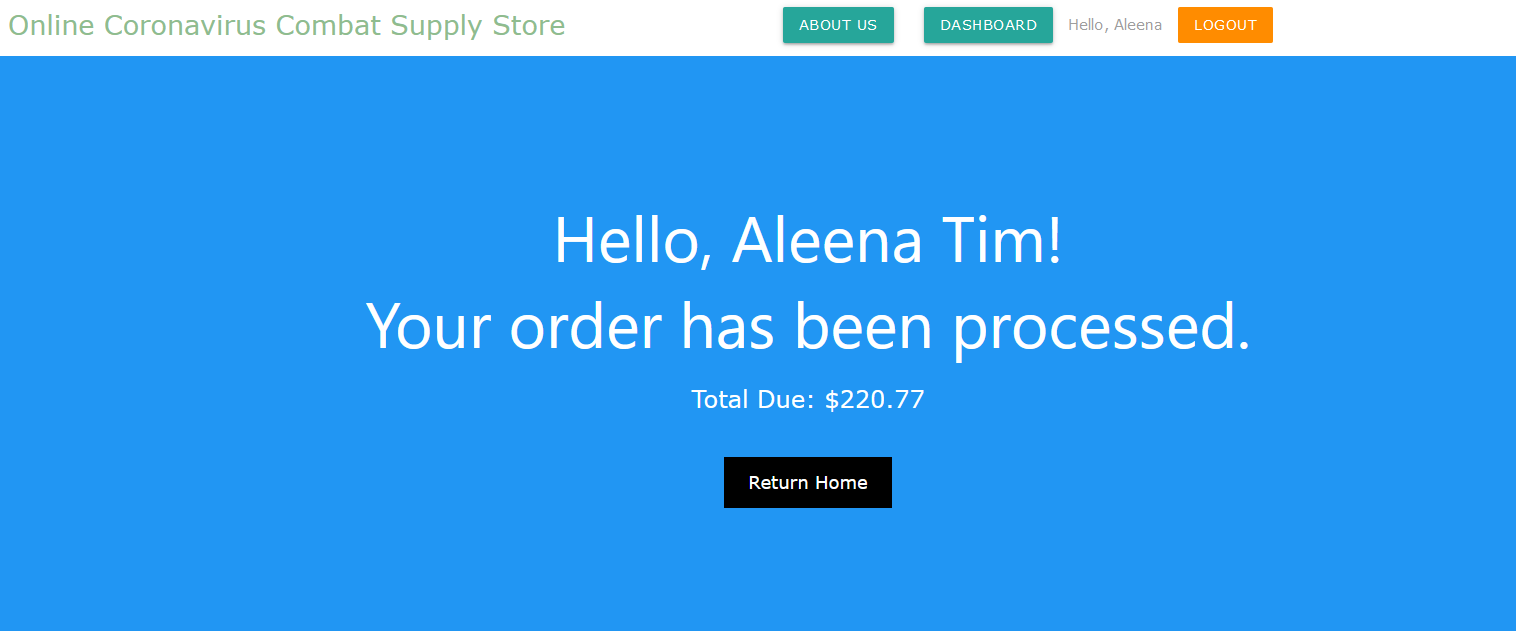 Online Coronavirus Combat Supply Store
ABOUT US
DASHBOARD
Hello, Aleena
LOGOUT
Hello, Aleena Tim!
Your order has been processed.
Total Due: $220.77
Return Home